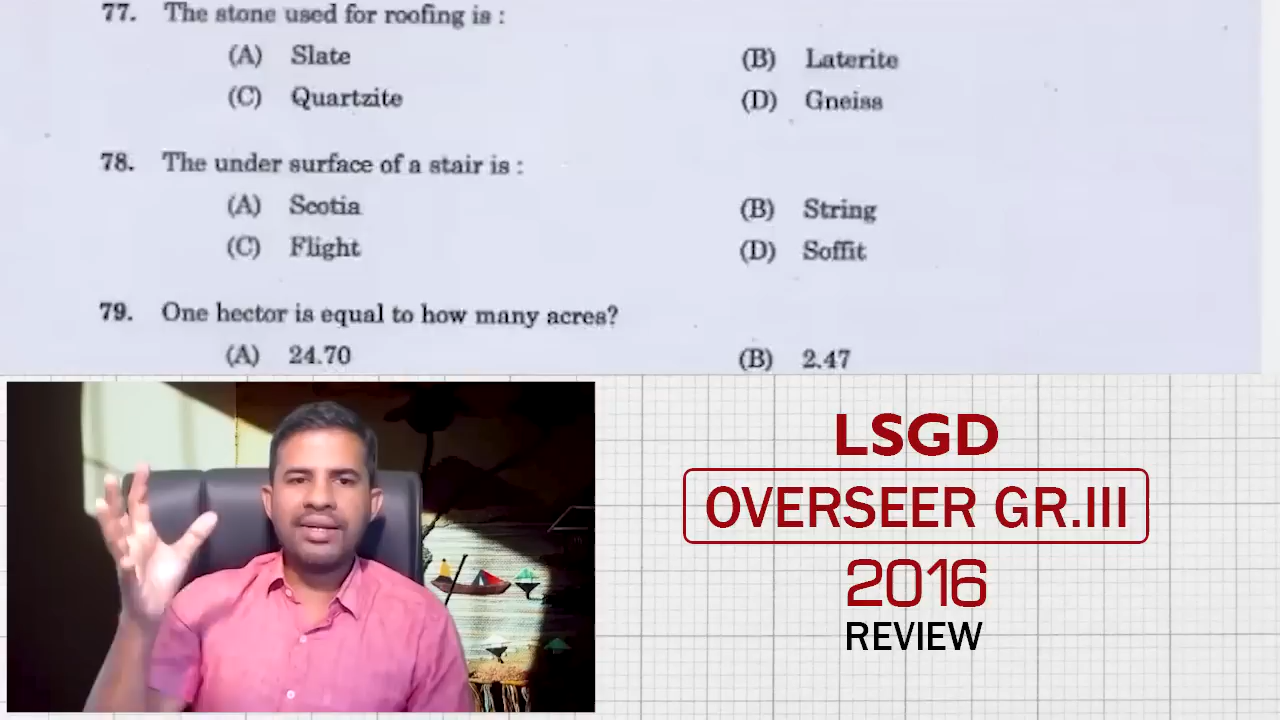 77. The stone used for roofing is :
(A) Slate (B) Laterite
(C) Quartzite (D) Gneiss
78. The under surface of a stair is :
(A) Scotia (B) String
(C) Flight (D) Soffit
79. One hector is equal to how many acres?
(A) 24.70 (B) 2.47
LSGD
OVERSEER GR.III
2016
REVIEW